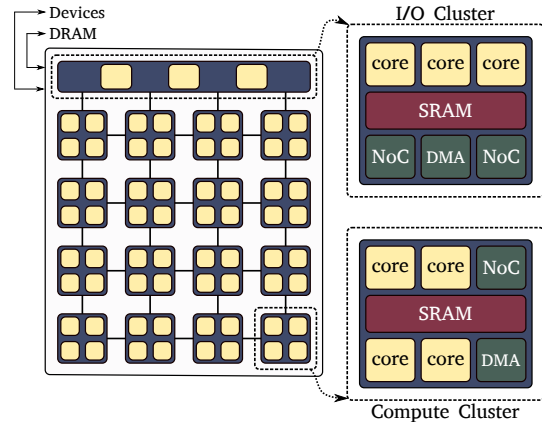 Devices
DRAM
I/O Cluster
core core core
SRAM
NoC DMA NoC
core core NoC
SRAM
core core DMA
Compute Cluster